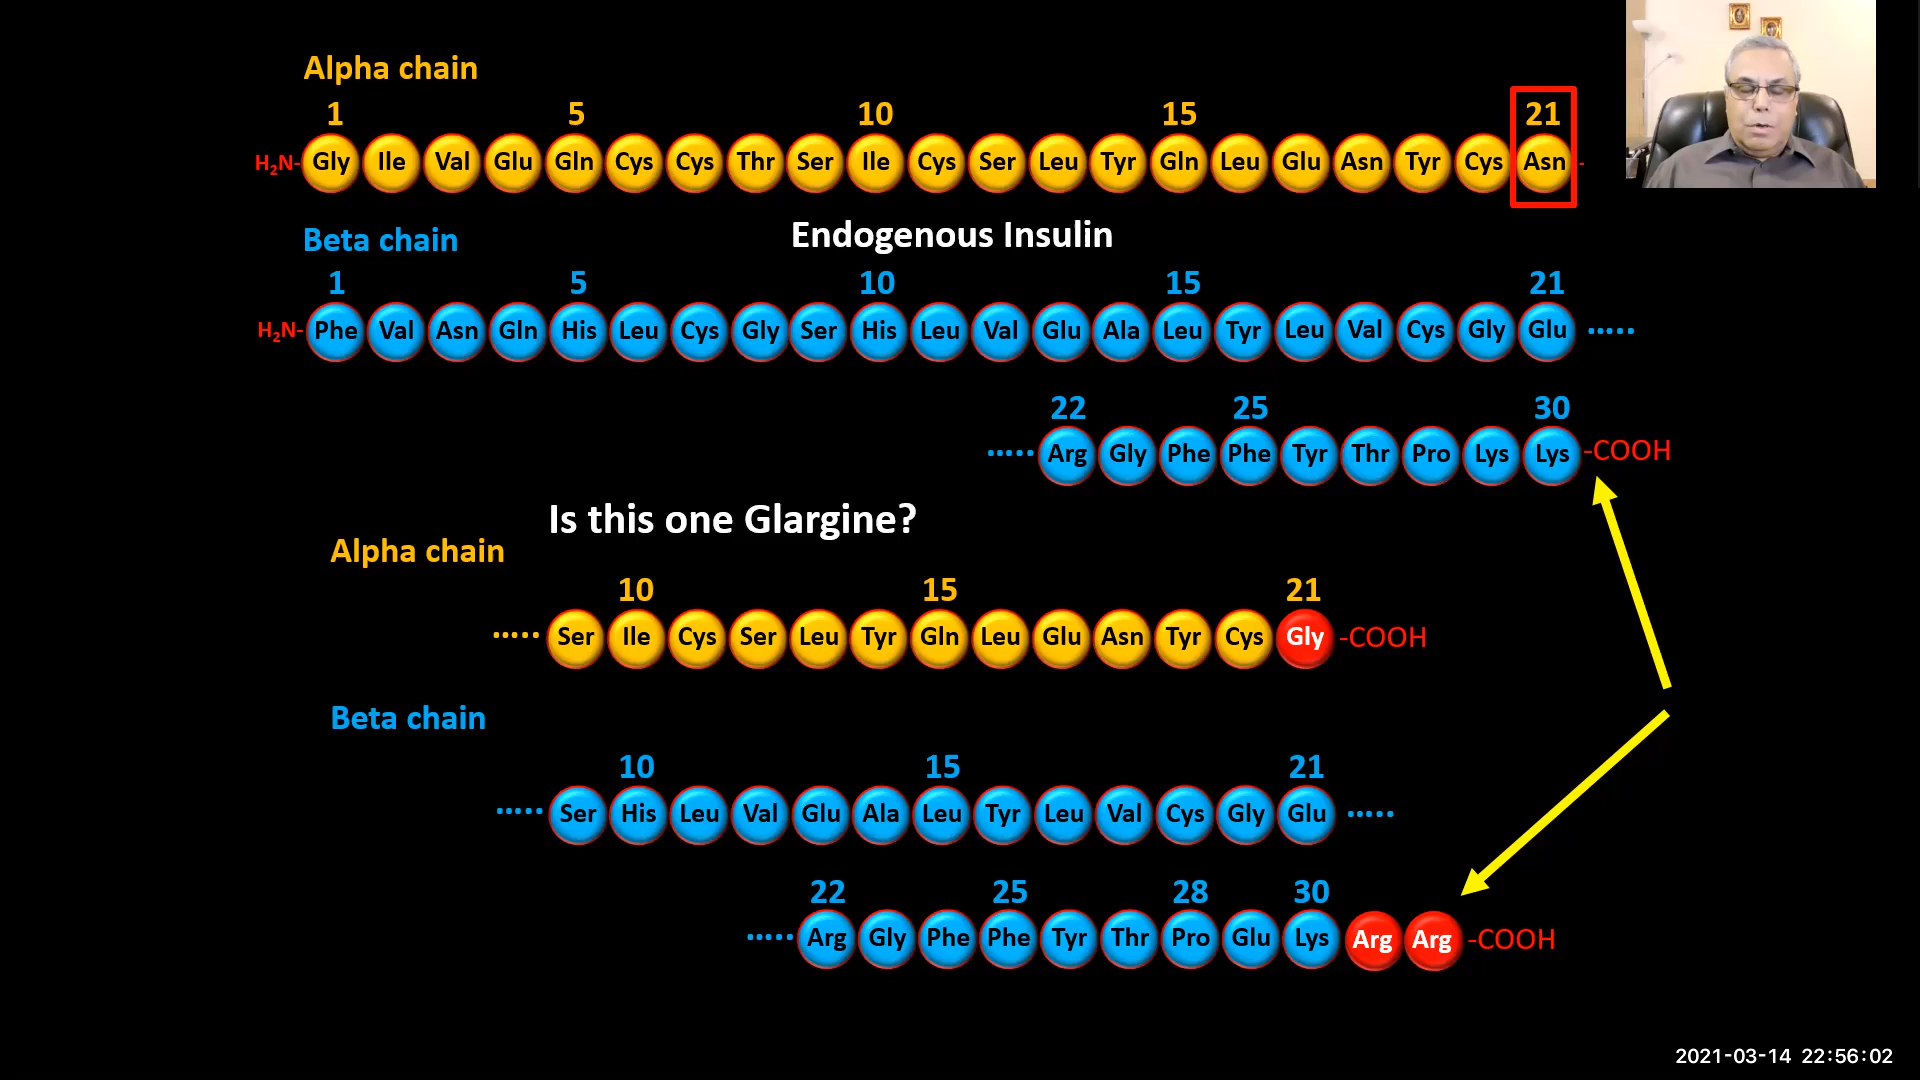 Alpha chain
1 5 10 15 21
H₂N- Gly Ile Val Glu Gln Cys Cys Thr Ser Ile Cys Ser Leu Tyr Gln Leu Glu Asn Tyr Cys Asn -
Endogenous Insulin
Beta chain
1 5 10 15 21
H₂N- Phe Val Asn Gln His Leu Cys Gly Ser His Leu Val Glu Ala Leu Tyr Leu Val Cys Gly Glu .....
22 25 30
..... Arg Gly Phe Phe Tyr Thr Pro Lys Lys -COOH
Is this one Glargine?
Alpha chain
10 15 21
..... Ser Ile Cys Ser Leu Tyr Gln Leu Glu Asn Tyr Cys Gly -COOH
Beta chain
10 15 21
..... Ser His Leu Val Glu Ala Leu Tyr Leu Val Cys Gly Glu .....
22 25 28 30
..... Arg Gly Phe Phe Tyr Thr Pro Glu Lys Arg Arg -COOH
2021-03-14 22:56:02